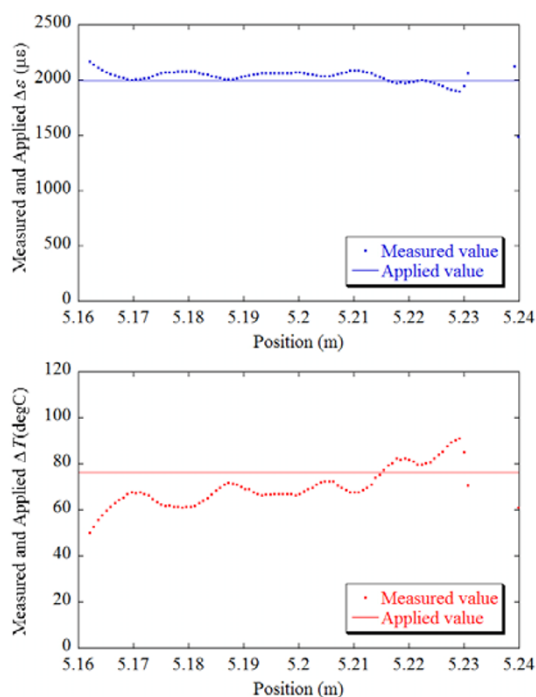 Measured and Applied Δε (με)
2500
2000
1500
1000
500
0
Measured value
Applied value
5.16 5.17 5.18 5.19 5.2 5.21 5.22 5.23 5.24
Position (m)
Measured and Applied ΔT(degC)
120
100
80
60
40
20
0
Measured value
Applied value
5.16 5.17 5.18 5.19 5.2 5.21 5.22 5.23 5.24
Position (m)